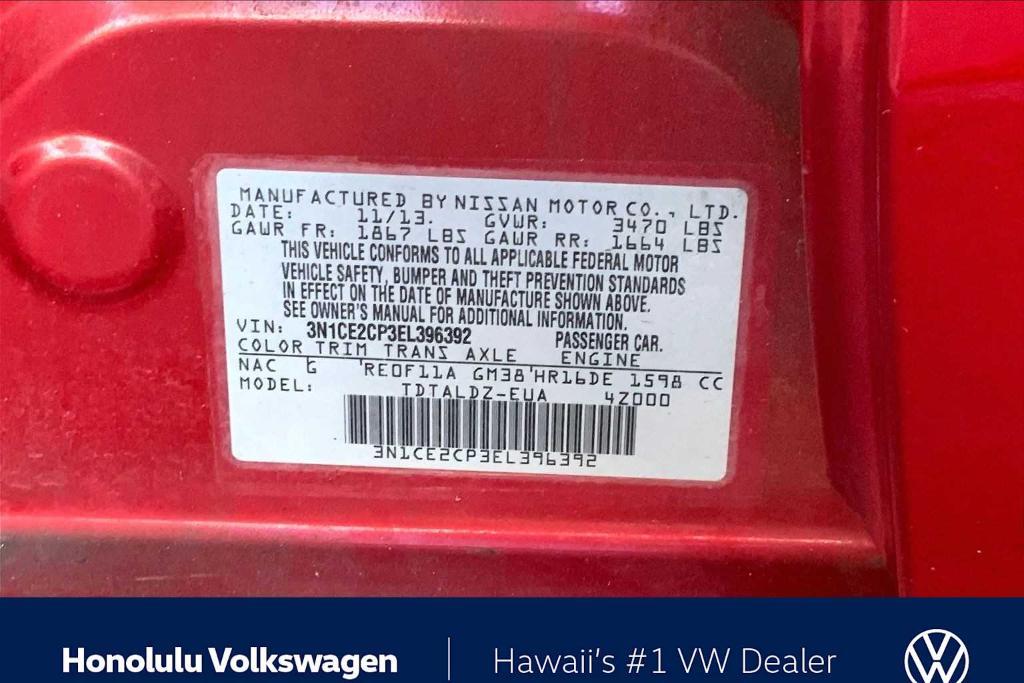 MANUFACTURED BY NISSAN MOTOR CO., LTD.
DATE: 11/13. GVWR: 3470 LBS
GAWR FR: 1867 LBS GAWR RR: 1664 LBS
THIS VEHICLE CONFORMS TO ALL APPLICABLE FEDERAL MOTOR
VEHICLE SAFETY, BUMPER AND THEFT PREVENTION STANDARDS
IN EFFECT ON THE DATE OF MANUFACTURE SHOWN ABOVE.
SEE OWNER'S MANUAL FOR ADDITIONAL INFORMATION.
VIN: 3N1CE2CP3EL396392 PASSENGER CAR.
COLOR TRIM TRANS AXLE ENGINE
NAC G 'RE0F11A GM38'HR16DE 1598 CC
MODEL: TDTALDZ-EUA 4Z000
3N1CE2CP3EL396392
Honolulu Volkswagen | Hawaii's #1 VW Dealer